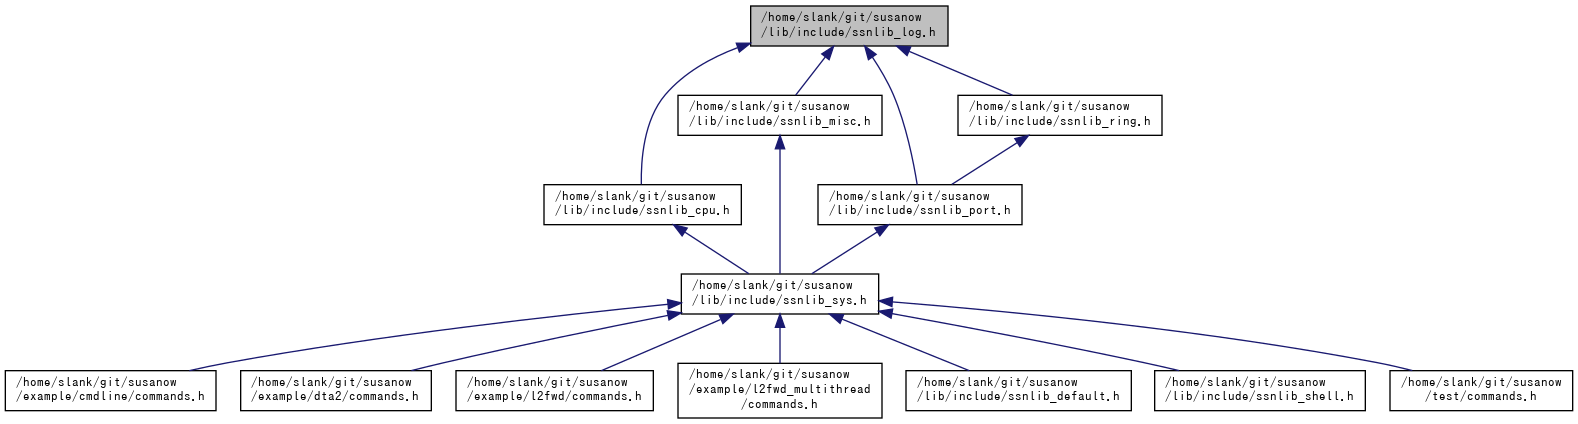 /home/slank/git/susanow
/lib/include/ssnlib_log.h
/home/slank/git/susanow
/lib/include/ssnlib_misc.h
/home/slank/git/susanow
/lib/include/ssnlib_ring.h
/home/slank/git/susanow
/lib/include/ssnlib_cpu.h
/home/slank/git/susanow
/lib/include/ssnlib_port.h
/home/slank/git/susanow
/lib/include/ssnlib_sys.h
/home/slank/git/susanow
/example/cmdline/commands.h
/home/slank/git/susanow
/example/dta2/commands.h
/home/slank/git/susanow
/example/l2fwd/commands.h
/home/slank/git/susanow
/example/l2fwd_multithread
/commands.h
/home/slank/git/susanow
/lib/include/ssnlib_default.h
/home/slank/git/susanow
/lib/include/ssnlib_shell.h
/home/slank/git/susanow
/test/commands.h